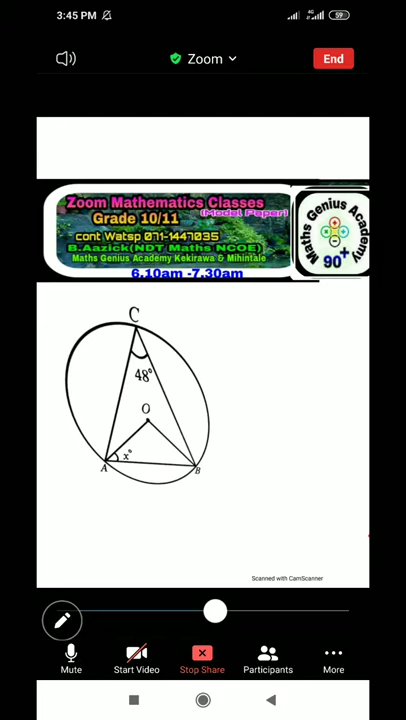 3:45 PM
4G
59
Zoom
End
Zoom Mathematics Classes
(Model Paper)
Grade 10/11
cont Watsp 071-1447035
B.Aazick(NDT Maths NCOE)
Maths Genius Academy Kekirawa & Mihintale
6.10am -7.30am
Maths Genius Academy
90+
C
48°
O
x°
A
B
Scanned with CamScanner
Mute
Start Video
Stop Share
Participants
More